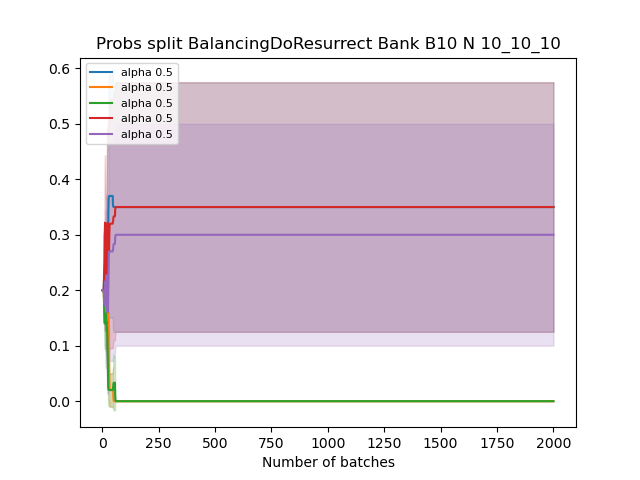 Probs split BalancingDoResurrect Bank B10 N 10_10_10
alpha 0.5
alpha 0.5
alpha 0.5
alpha 0.5
alpha 0.5
0.6
0.5
0.4
0.3
0.2
0.1
0.0
0 250 500 750 1000 1250 1500 1750 2000
Number of batches